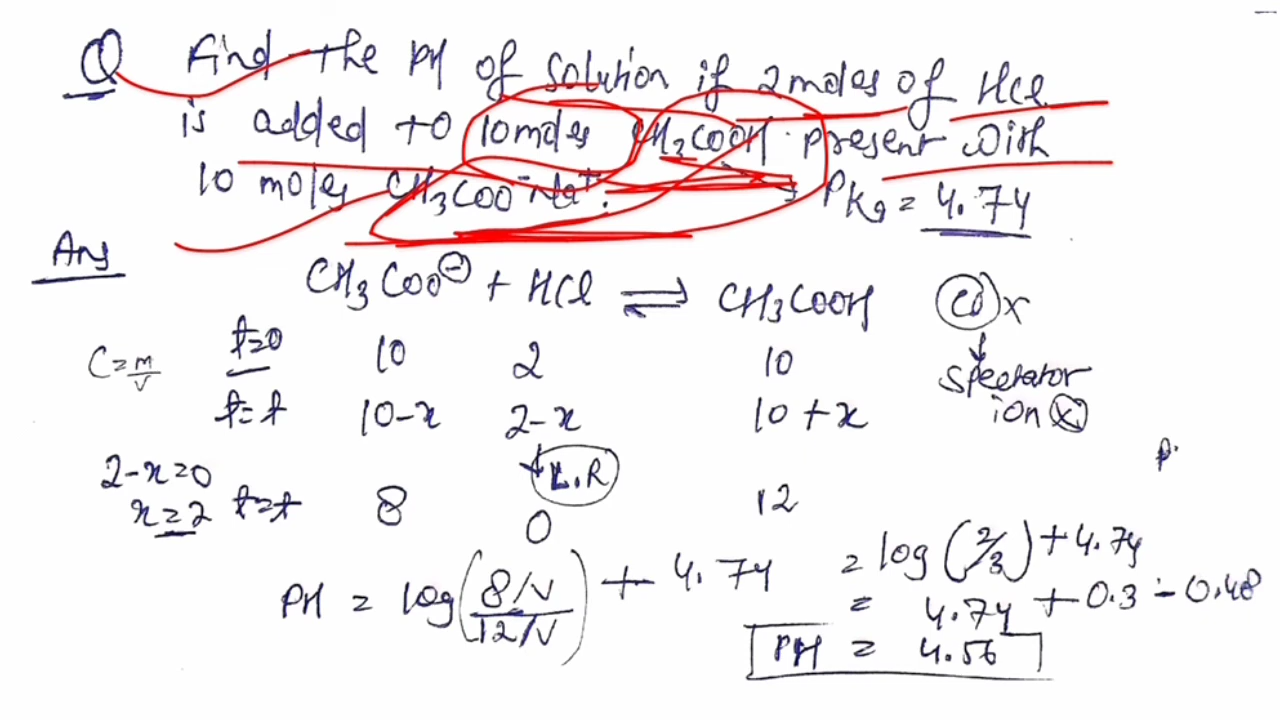 Q Find the PH of solution if 2 moles of HCl
is added to 10 moles CH3COOH present with
10 moles CH3COO⁻Na⁺. PKa = 4.74
Ans
CH3COO⊖ + HCl ⇌ CH3COOH Cl x
C = m/V t=0 10 2 10 ↓ Spectator
t=t 10-x 2-x 10+x ion x
2-x=0 ↓ L.R
x=2 t=t 8 0 12
PH = log((8/V)/(12/V)) + 4.74 = log(2/3) + 4.74
= 4.74 + 0.3 - 0.48
PH = 4.56